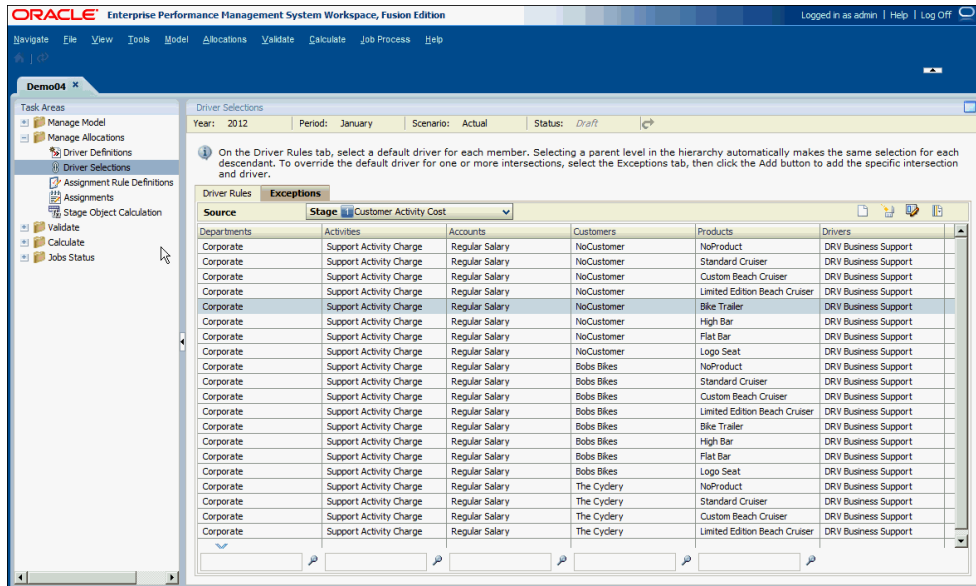 ORACLE Enterprise Performance Management System Workspace, Fusion Edition Logged in as admin | Help | Log Off
Navigate File View Tools Model Allocations Validate Calculate Job Process Help
Demo04
Task Areas
Manage Model
Manage Allocations
Driver Definitions
Driver Selections
Assignment Rule Definitions
Assignments
Stage Object Calculation
Validate
Calculate
Jobs Status
Driver Selections
Year: 2012 Period: January Scenario: Actual Status: Draft
On the Driver Rules tab, select a default driver for each member. Selecting a parent level in the hierarchy automatically makes the same selection for each
descendant. To override the default driver for one or more intersections, select the Exceptions tab, then click the Add button to add the specific intersection
and driver.
Driver Rules Exceptions
Source Stage 1 Customer Activity Cost
Departments Activities Accounts Customers Products Drivers
Corporate Support Activity Charge Regular Salary NoCustomer NoProduct DRV Business Support
Corporate Support Activity Charge Regular Salary NoCustomer Standard Cruiser DRV Business Support
Corporate Support Activity Charge Regular Salary NoCustomer Custom Beach Cruiser DRV Business Support
Corporate Support Activity Charge Regular Salary NoCustomer Limited Edition Beach Cruiser DRV Business Support
Corporate Support Activity Charge Regular Salary NoCustomer Bike Trailer DRV Business Support
Corporate Support Activity Charge Regular Salary NoCustomer High Bar DRV Business Support
Corporate Support Activity Charge Regular Salary NoCustomer Flat Bar DRV Business Support
Corporate Support Activity Charge Regular Salary NoCustomer Logo Seat DRV Business Support
Corporate Support Activity Charge Regular Salary Bobs Bikes NoProduct DRV Business Support
Corporate Support Activity Charge Regular Salary Bobs Bikes Standard Cruiser DRV Business Support
Corporate Support Activity Charge Regular Salary Bobs Bikes Custom Beach Cruiser DRV Business Support
Corporate Support Activity Charge Regular Salary Bobs Bikes Limited Edition Beach Cruiser DRV Business Support
Corporate Support Activity Charge Regular Salary Bobs Bikes Bike Trailer DRV Business Support
Corporate Support Activity Charge Regular Salary Bobs Bikes High Bar DRV Business Support
Corporate Support Activity Charge Regular Salary Bobs Bikes Flat Bar DRV Business Support
Corporate Support Activity Charge Regular Salary Bobs Bikes Logo Seat DRV Business Support
Corporate Support Activity Charge Regular Salary The Cyclery NoProduct DRV Business Support
Corporate Support Activity Charge Regular Salary The Cyclery Standard Cruiser DRV Business Support
Corporate Support Activity Charge Regular Salary The Cyclery Custom Beach Cruiser DRV Business Support
Corporate Support Activity Charge Regular Salary The Cyclery Limited Edition Beach Cruiser DRV Business Support